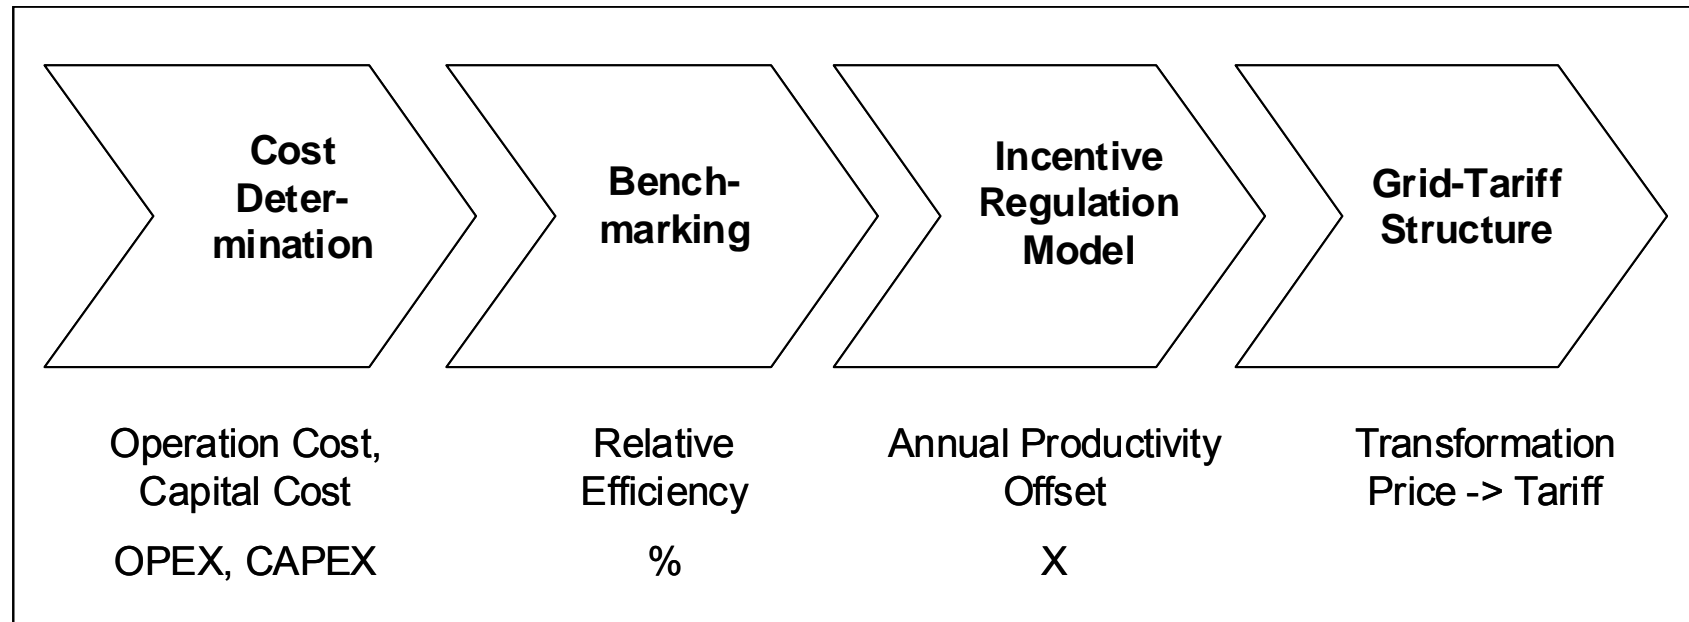 Cost
Deter-
mination
Bench-
marking
Incentive
Regulation
Model
Grid-Tariff
Structure
Operation Cost,
Capital Cost
OPEX, CAPEX
Relative
Efficiency
%
Annual Productivity
Offset
X
Transformation
Price -> Tariff